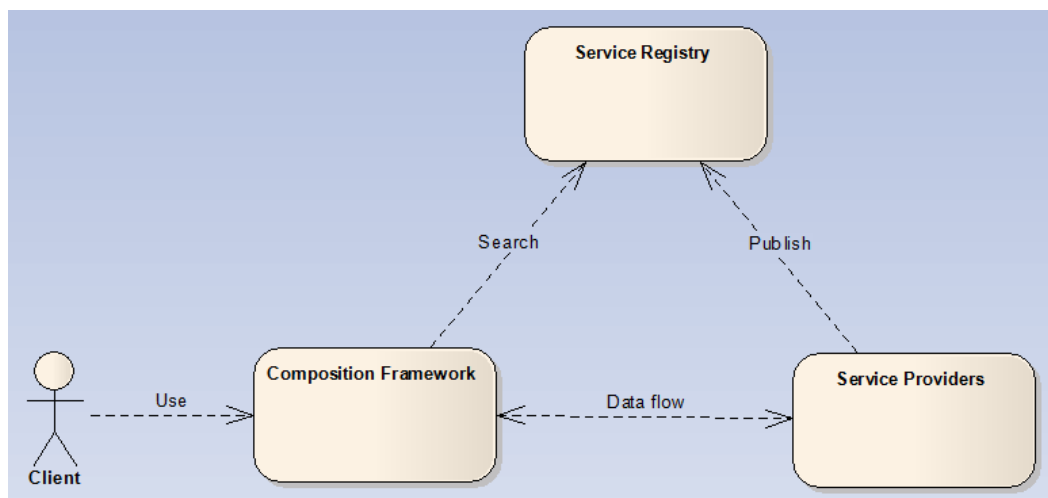 Service Registry
Search
Publish
Composition Framework
Service Providers
Use
Data flow
Client